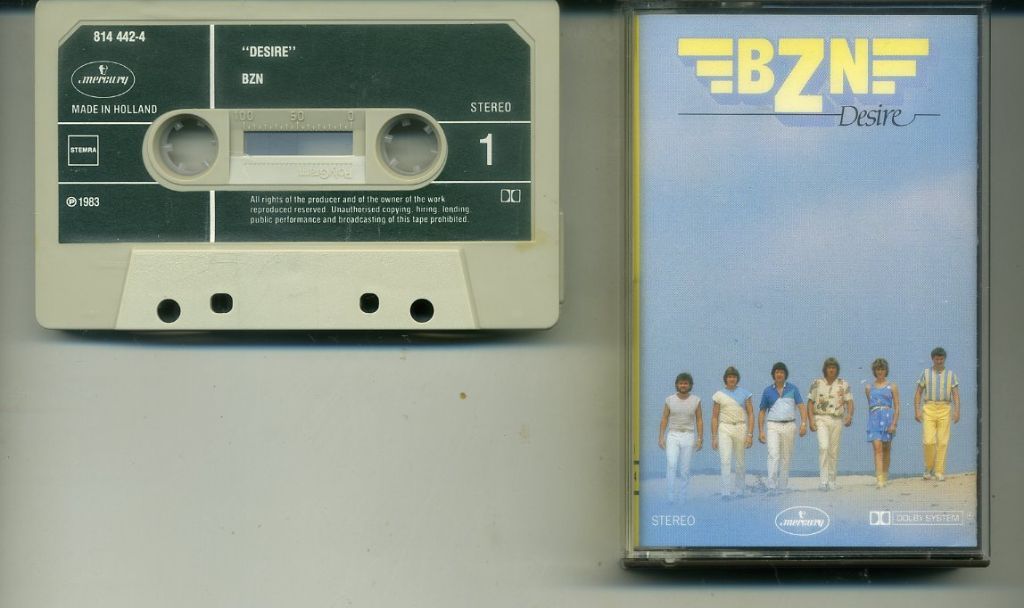 814 442-4
"DESIRE"
BZN
mercury
MADE IN HOLLAND
STEREO
STEMRA
100 50 0
PolyGram
1
℗ 1983
All rights of the producer and of the owner of the work
reproduced reserved. Unauthorised copying, hiring, lending,
public performance and broadcasting of this tape prohibited.
BZN
Desire
STEREO
mercury
DOLBY SYSTEM